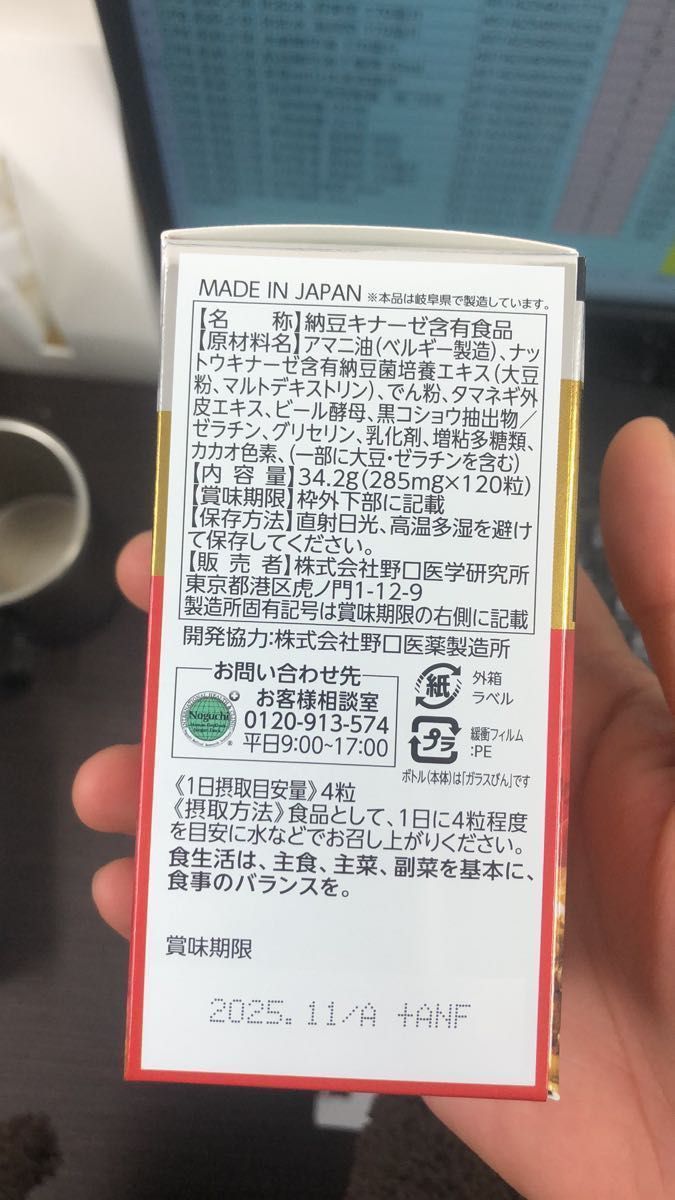 MADE IN JAPAN ※本品は岐阜県で製造しています。
【名　　称】納豆キナーゼ含有食品
【原材料名】アマニ油(ベルギー製造)、ナッ
トウキナーゼ含有納豆菌培養エキス(大豆
粉、マルトデキストリン)、でん粉、タマネギ外
皮エキス、ビール酵母、黒コショウ抽出物/
ゼラチン、グリセリン、乳化剤、増粘多糖類、
カカオ色素、(一部に大豆・ゼラチンを含む)
【内 容 量】34.2g(285mg×120粒)
【賞味期限】枠外下部に記載
【保存方法】直射日光、高温多湿を避け
て保存してください。
【販 売 者】株式会社野口医学研究所
東京都港区虎ノ門1-12-9
製造所固有記号は賞味期限の右側に記載
開発協力:株式会社野口医薬製造所
お問い合わせ先
お客様相談室
0120-913-574
平日9:00~17:00
Noguchi
紙
外箱
ラベル
プラ
緩衝フィルム
:PE
ボトル(本体)は「ガラスびん」です
《1日摂取目安量》4粒
《摂取方法》食品として、1日に4粒程度
を目安に水などでお召し上がりください。
食生活は、主食、主菜、副菜を基本に、
食事のバランスを。
賞味期限
2025. 11/A +ANF